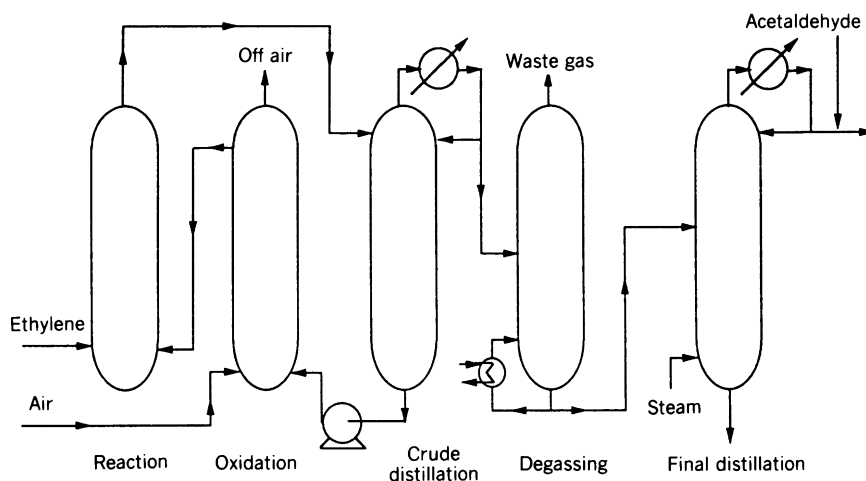 Acetaldehyde
Off air
Waste gas
Ethylene
Air
Steam
Reaction
Oxidation
Crude
distillation
Degassing
Final distillation